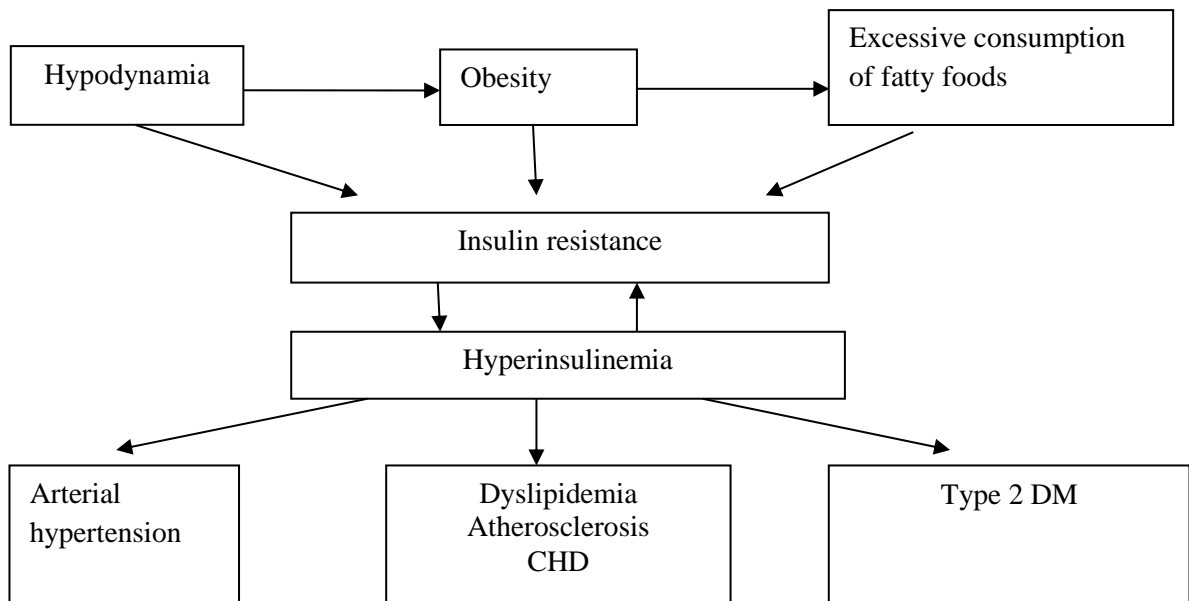 Hypodynamia
Obesity
Excessive consumption
of fatty foods
Insulin resistance
Hyperinsulinemia
Arterial
hypertension
Dyslipidemia
Atherosclerosis
CHD
Type 2 DM